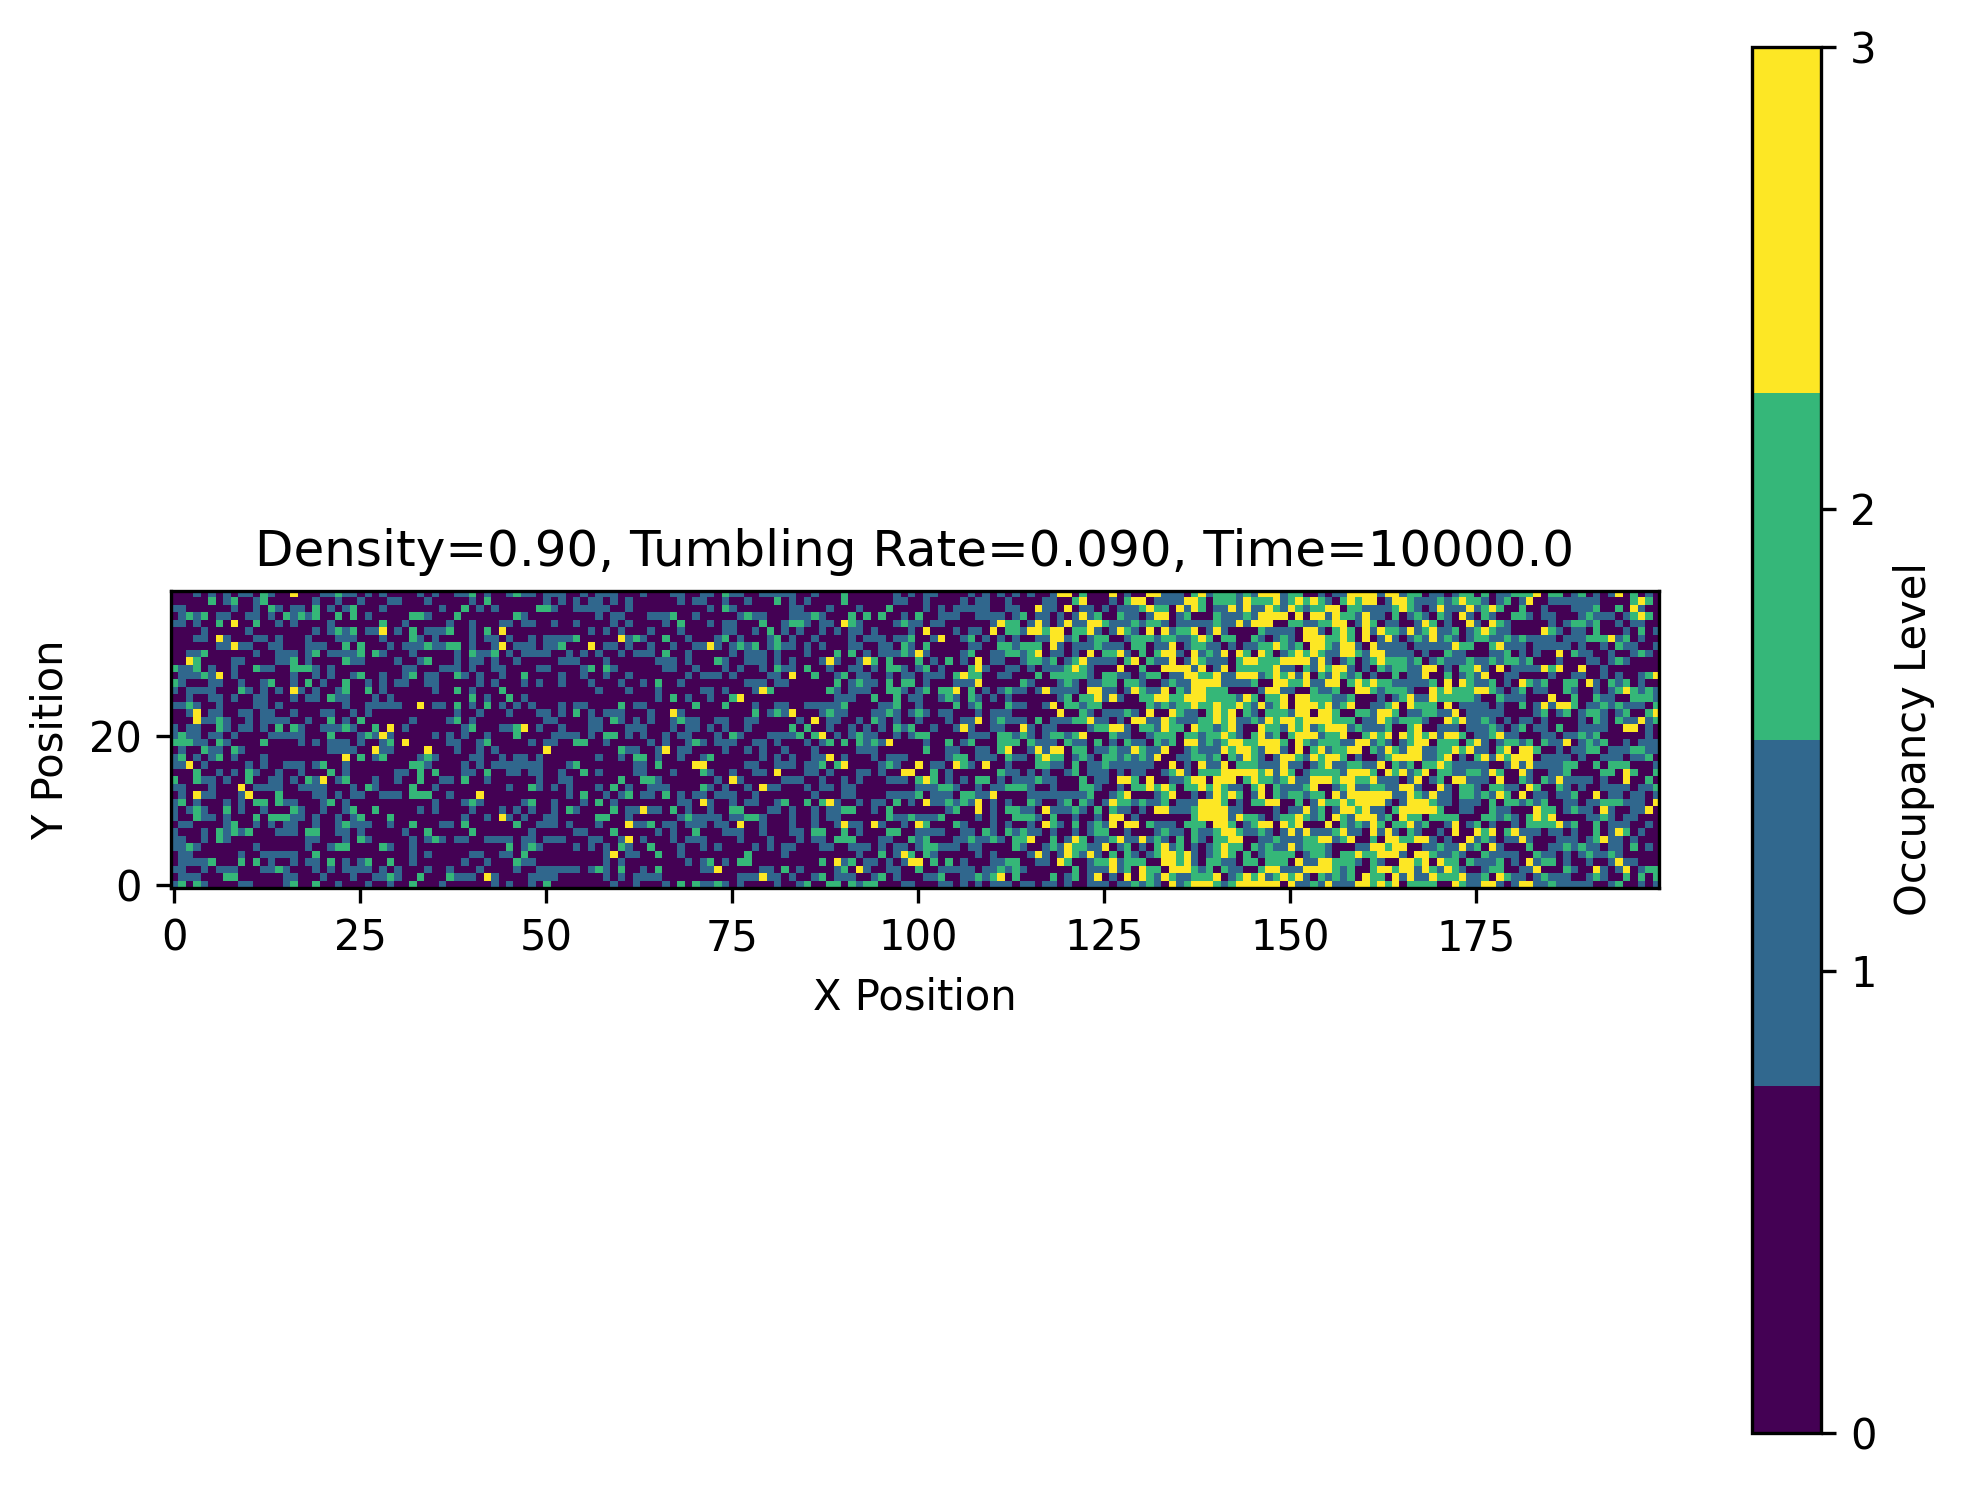 Density=0.90, Tumbling Rate=0.090, Time=10000.0
Y Position
20
0
0 25 50 75 100 125 150 175
X Position
3
2
1
0
Occupancy Level